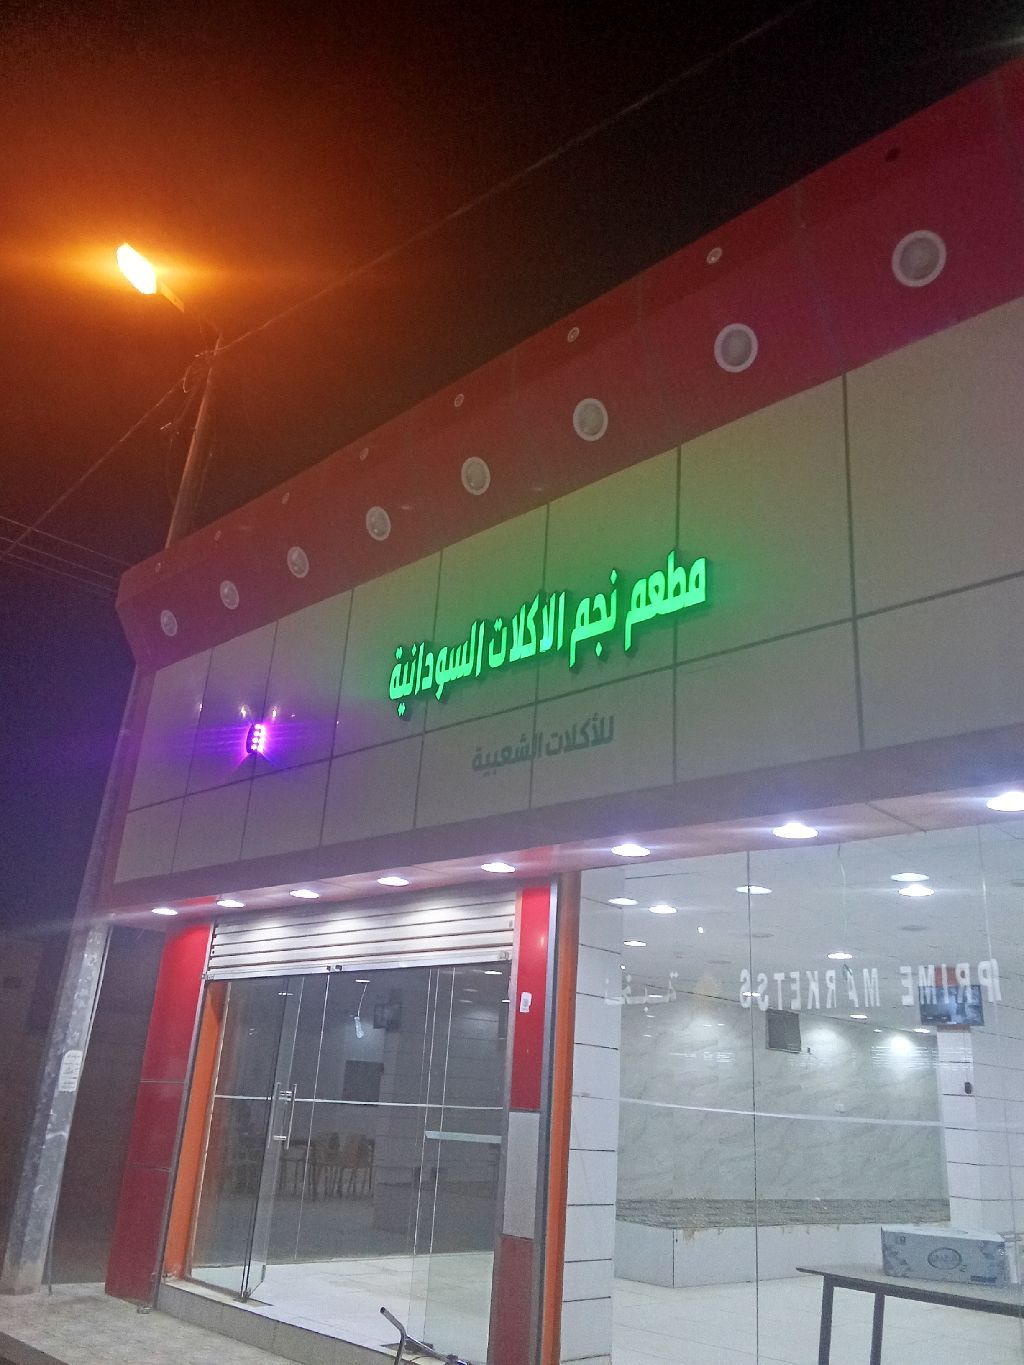 مطعم نجم الاكلات السودانية
للأكلات الشعبية
PRIME MARKETS